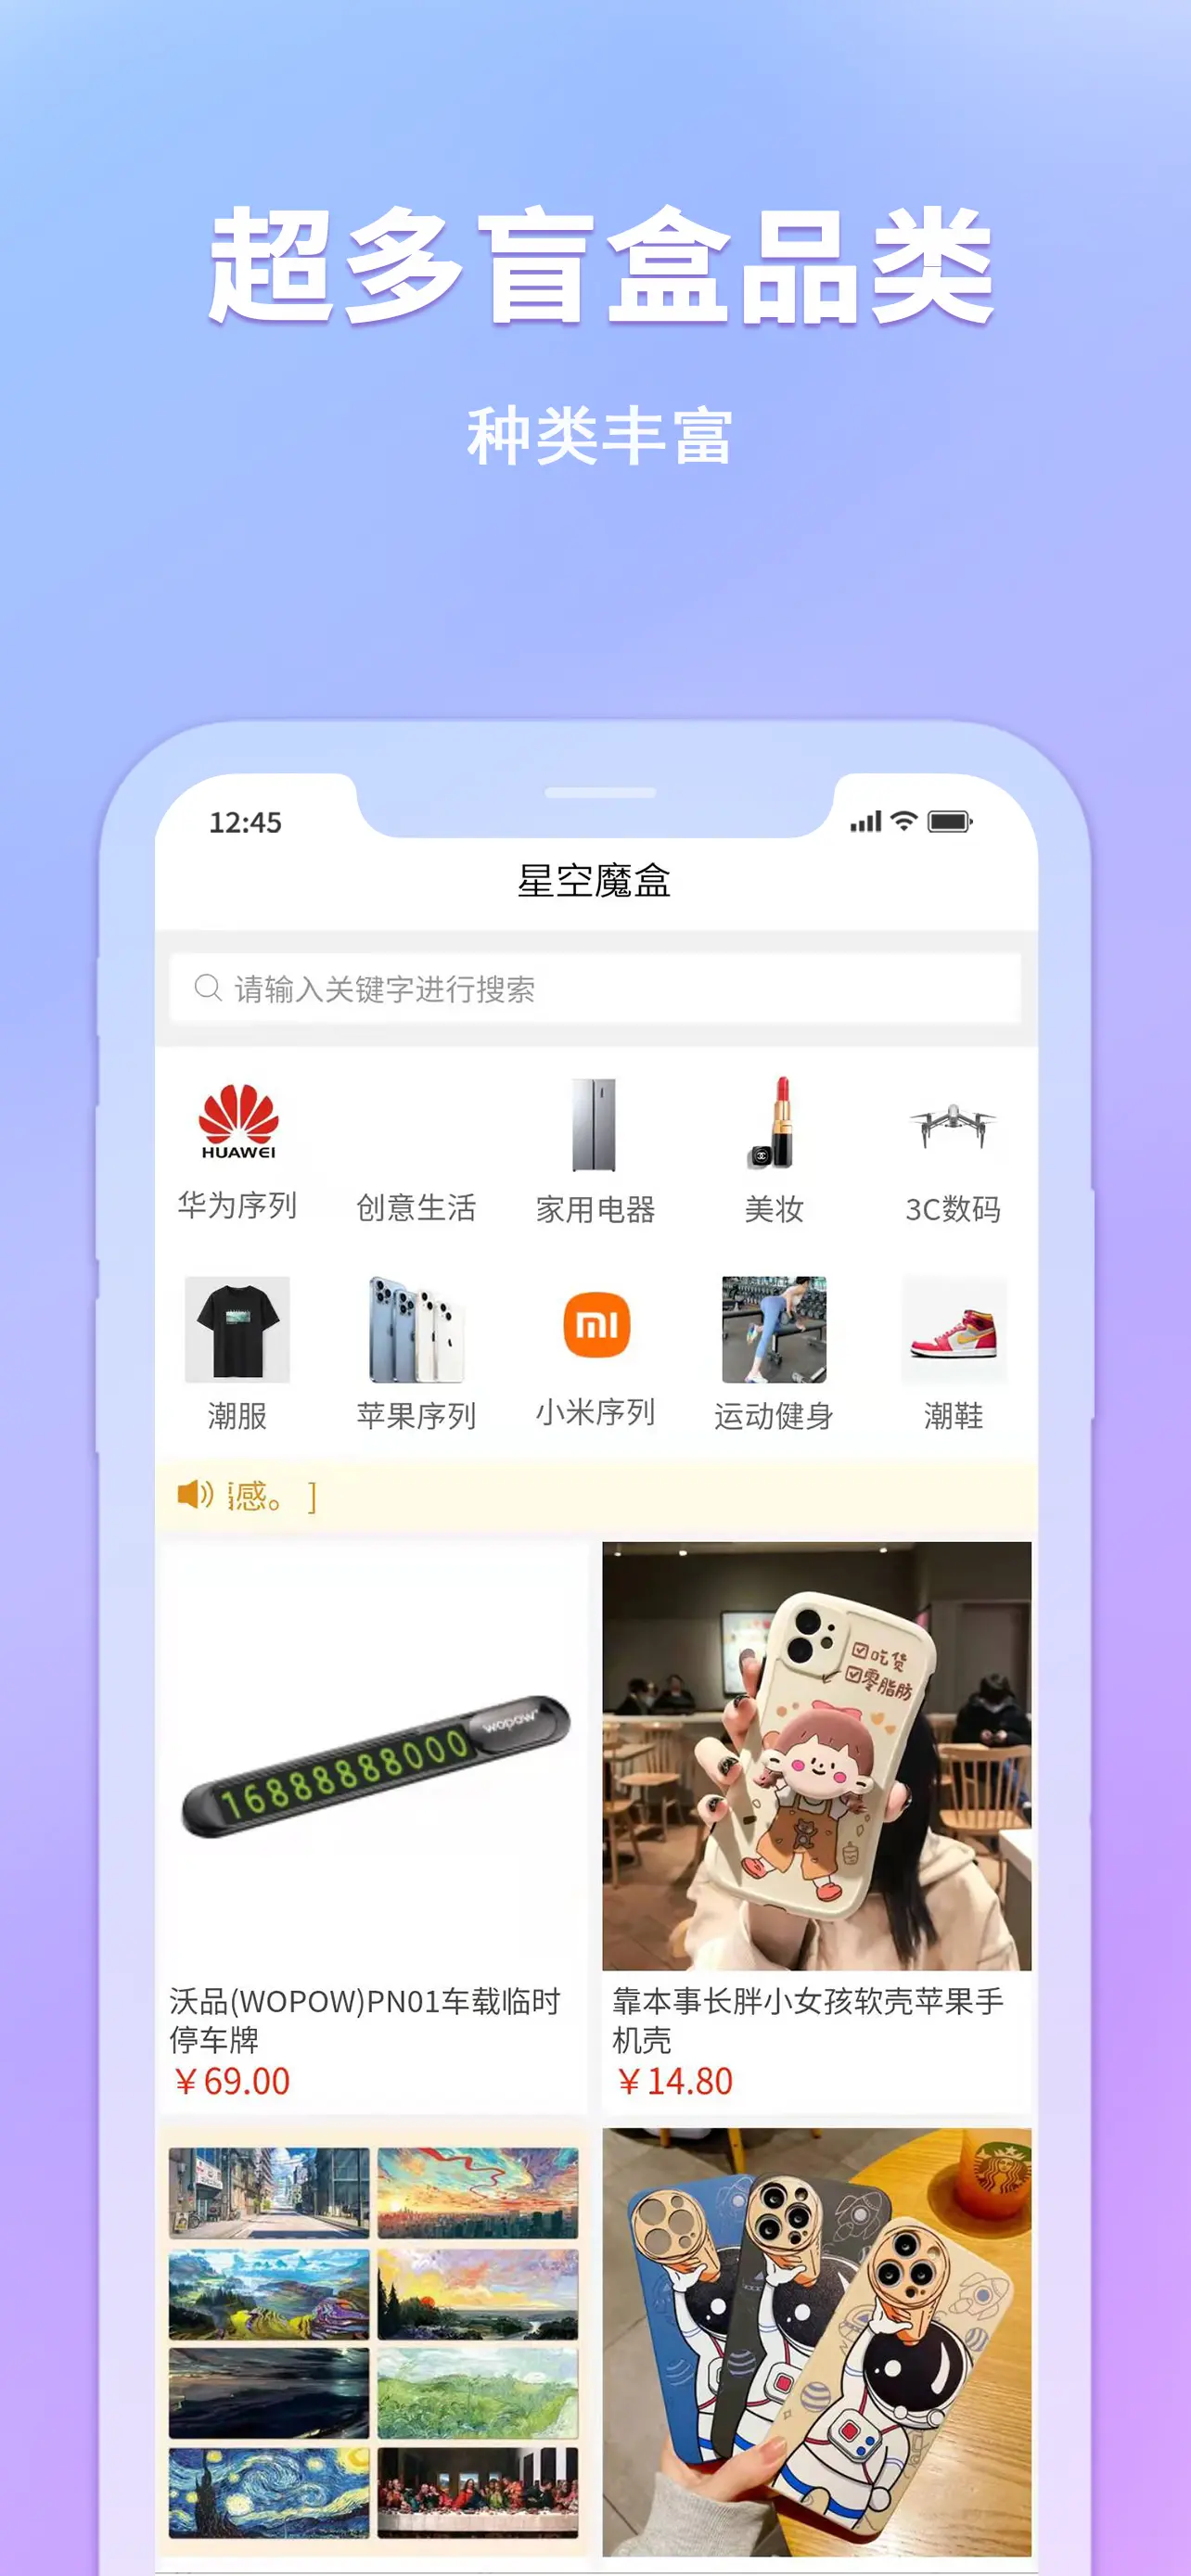 超多盲盒品类
种类丰富
12:45
星空魔盒
请输入关键字进行搜索
HUAWEI
华为序列
创意生活
家用电器
美妆
3C数码
潮服
苹果序列
小米序列
运动健身
潮鞋
感。 ]
wopow
16888888000
吃货
零脂肪
沃品(WOPOW)PN01车载临时
停车牌
￥69.00
靠本事长胖小女孩软壳苹果手
机壳
￥14.80